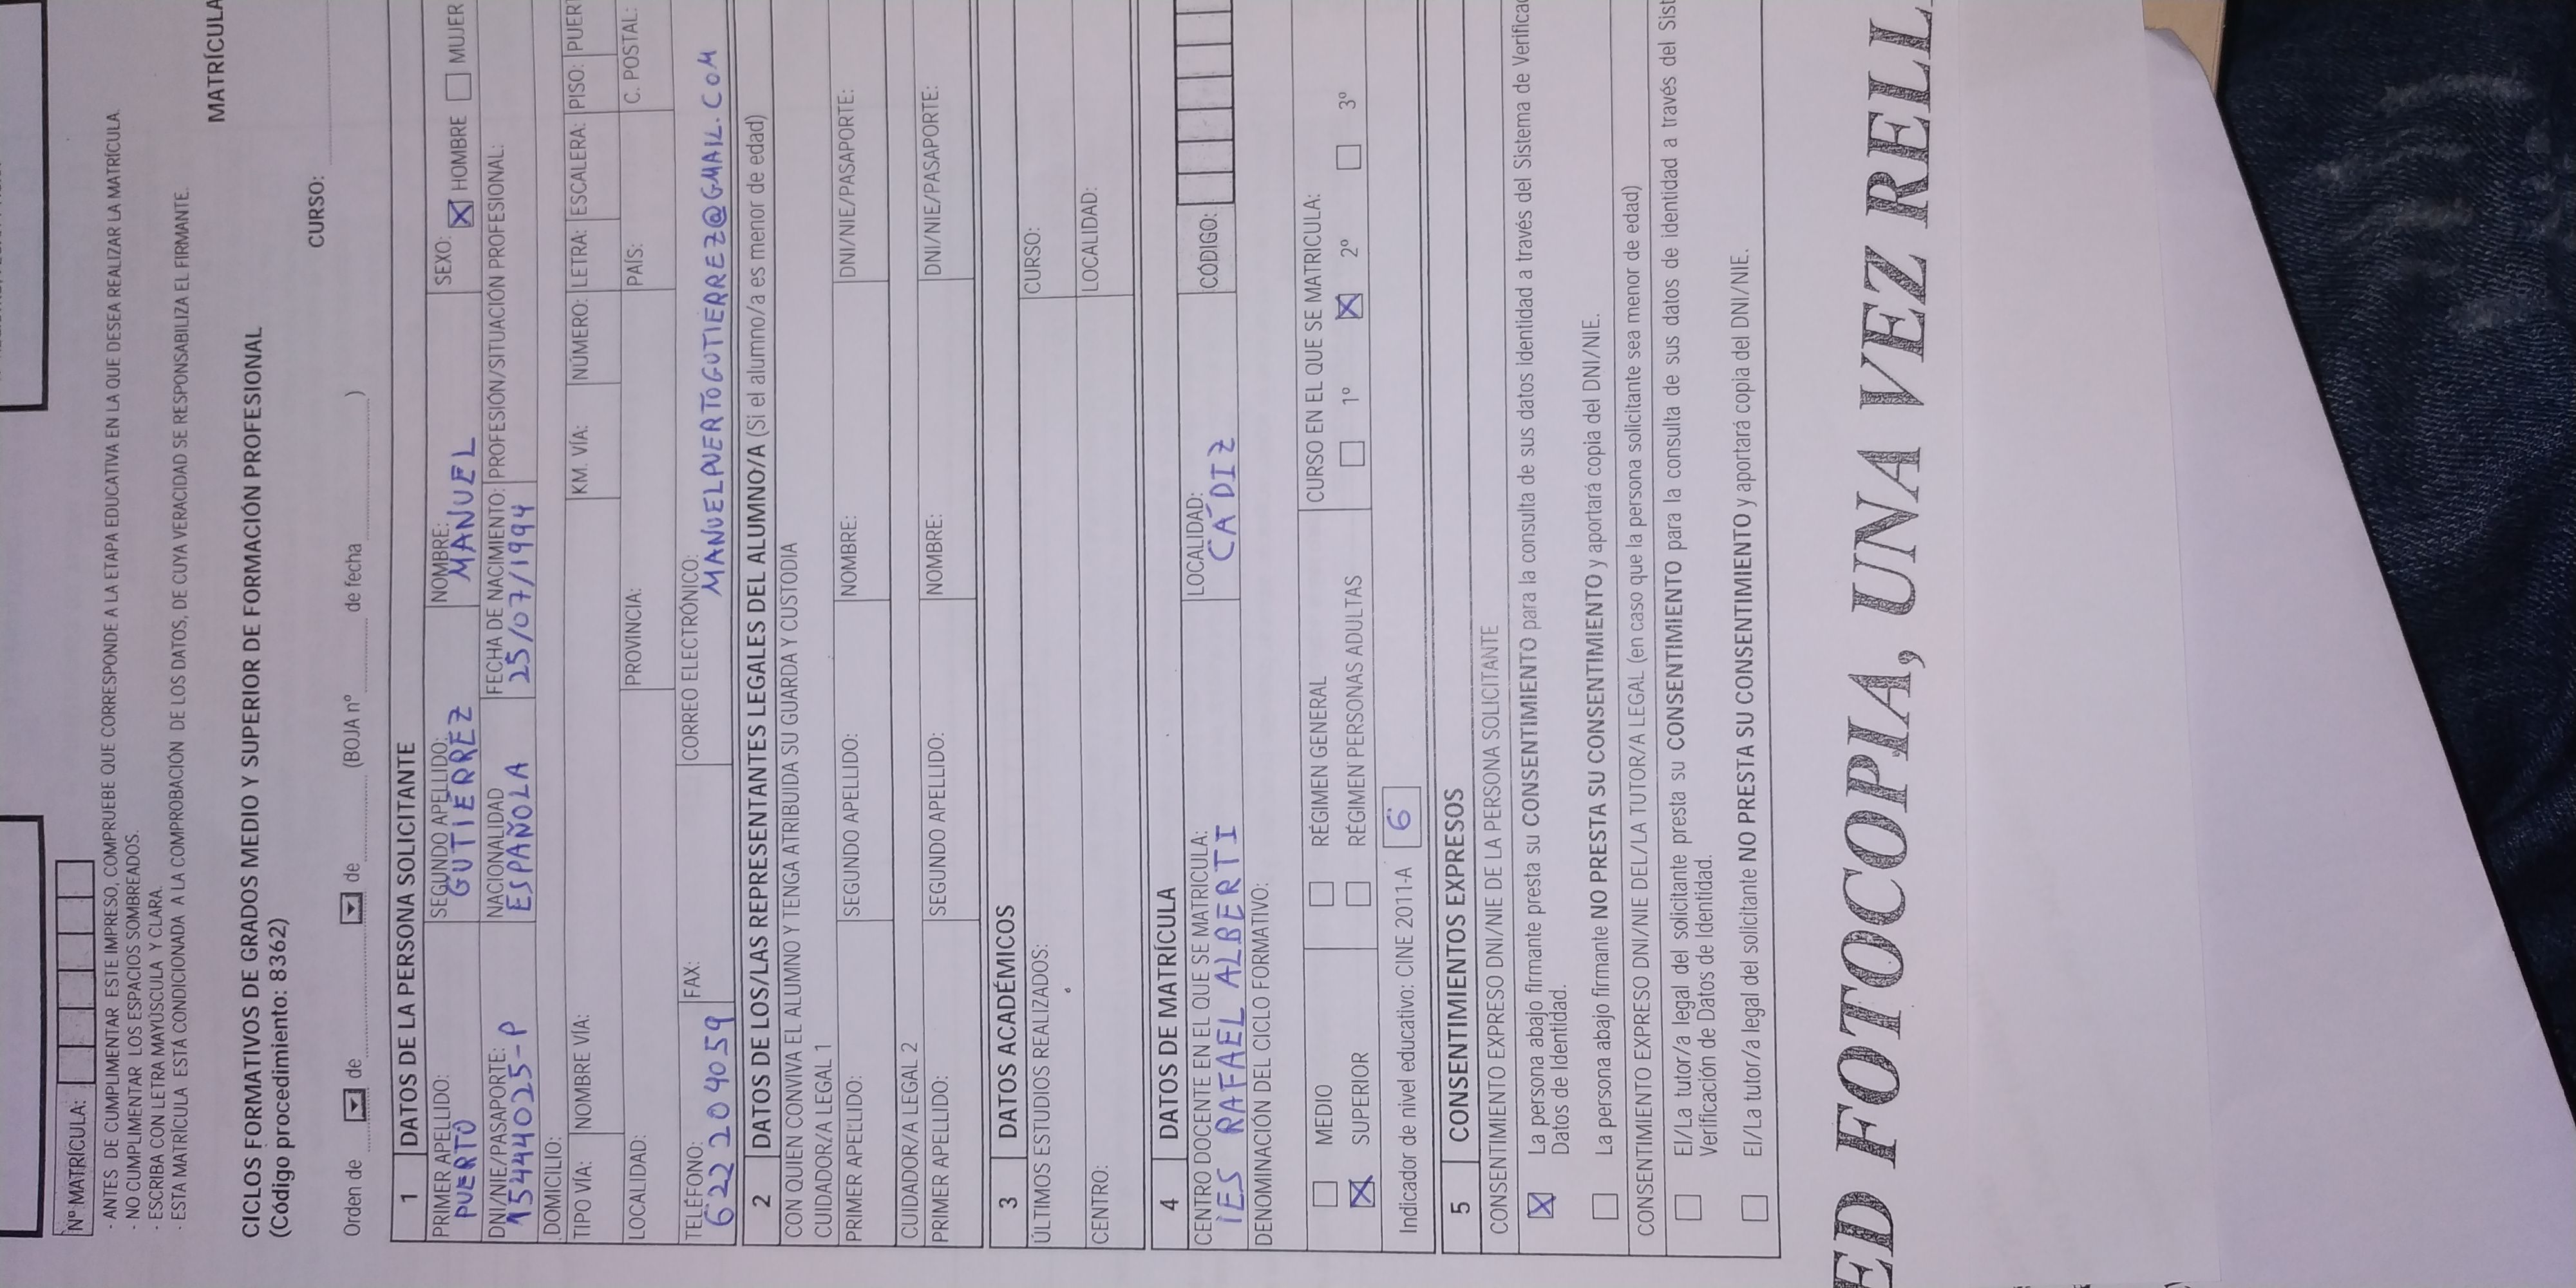 Nº MATRÍCULA:
- ANTES DE CUMPLIMENTAR ESTE IMPRESO, COMPRUEBE QUE CORRESPONDE A LA ETAPA EDUCATIVA EN LA QUE DESEA REALIZAR LA MATRÍCULA.
- NO CUMPLIMENTAR LOS ESPACIOS SOMBREADOS.
- ESCRIBA CON LETRA MAYÚSCULA Y CLARA.
- ESTA MATRÍCULA ESTÁ CONDICIONADA A LA COMPROBACIÓN DE LOS DATOS, DE CUYA VERACIDAD SE RESPONSABILIZA EL FIRMANTE.
MATRÍCULA
CICLOS FORMATIVOS DE GRADOS MEDIO Y SUPERIOR DE FORMACIÓN PROFESIONAL
(Código procedimiento: 8362)
CURSO:
Orden de de de (BOJA nº de fecha )
1 DATOS DE LA PERSONA SOLICITANTE
PRIMER APELLIDO: SEGUNDO APELLIDO: NOMBRE: SEXO: HOMBRE MUJER
PUERTO GUTIÉRREZ MANUEL
DNI/NIE/PASAPORTE: NACIONALIDAD FECHA DE NACIMIENTO: PROFESIÓN/SITUACIÓN PROFESIONAL:
15444025-P ESPAÑOLA 25/07/1994
DOMICILIO:
TIPO VÍA: NOMBRE VÍA: KM. VÍA: NÚMERO: LETRA: ESCALERA: PISO: PUER
LOCALIDAD: PROVINCIA: PAÍS: C. POSTAL:
TELÉFONO: FAX: CORREO ELECTRÓNICO:
622204059 MANUELPUERTOGUTIERREZ@GMAIL.COM
2 DATOS DE LOS/LAS REPRESENTANTES LEGALES DEL ALUMNO/A (Si el alumno/a es menor de edad)
CON QUIEN CONVIVA EL ALUMNO Y TENGA ATRIBUIDA SU GUARDA Y CUSTODIA
CUIDADOR/A LEGAL 1
PRIMER APELLIDO: SEGUNDO APELLIDO: NOMBRE: DNI/NIE/PASAPORTE:
CUIDADOR/A LEGAL 2
PRIMER APELLIDO: SEGUNDO APELLIDO: NOMBRE: DNI/NIE/PASAPORTE:
3 DATOS ACADÉMICOS
ÚLTIMOS ESTUDIOS REALIZADOS: CURSO:
CENTRO: LOCALIDAD:
4 DATOS DE MATRÍCULA
CENTRO DOCENTE EN EL QUE SE MATRICULA: LOCALIDAD: CÓDIGO:
IES RAFAEL ALBERTI CÁDIZ
DENOMINACIÓN DEL CICLO FORMATIVO:
MEDIO RÉGIMEN GENERAL CURSO EN EL QUE SE MATRICULA:
SUPERIOR RÉGIMEN PERSONAS ADULTAS 1º 2º 3º
Indicador de nivel educativo: CINE 2011-A 6
5 CONSENTIMIENTOS EXPRESOS
CONSENTIMIENTO EXPRESO DNI/NIE DE LA PERSONA SOLICITANTE
La persona abajo firmante presta su CONSENTIMIENTO para la consulta de sus datos identidad a través del Sistema de Verifica
Datos de Identidad.
La persona abajo firmante NO PRESTA SU CONSENTIMIENTO y aportará copia del DNI/NIE.
CONSENTIMIENTO EXPRESO DNI/NIE DEL/LA TUTOR/A LEGAL (en caso que la persona solicitante sea menor de edad)
El/La tutor/a legal del solicitante presta su CONSENTIMIENTO para la consulta de sus datos de identidad a través del Sist
Verificación de Datos de Identidad.
El/La tutor/a legal del solicitante NO PRESTA SU CONSENTIMIENTO y aportará copia del DNI/NIE.
ED FOTOCOPIA, UNA VEZ RELL